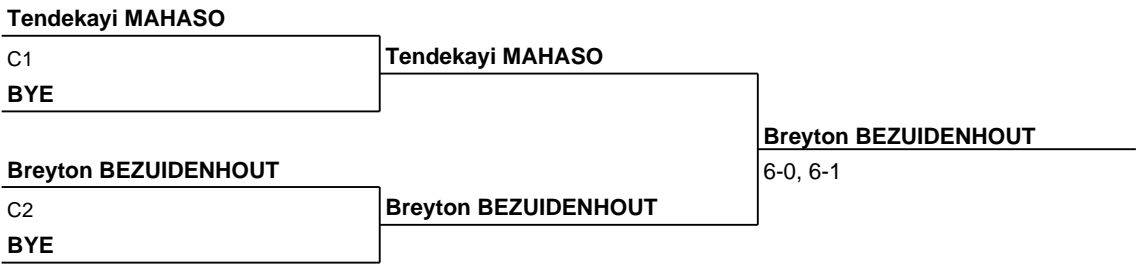 Tendekayi MAHASO
C1
BYE
Tendekayi MAHASO
Breyton BEZUIDENHOUT
C2
BYE
Breyton BEZUIDENHOUT
Breyton BEZUIDENHOUT
6-0, 6-1